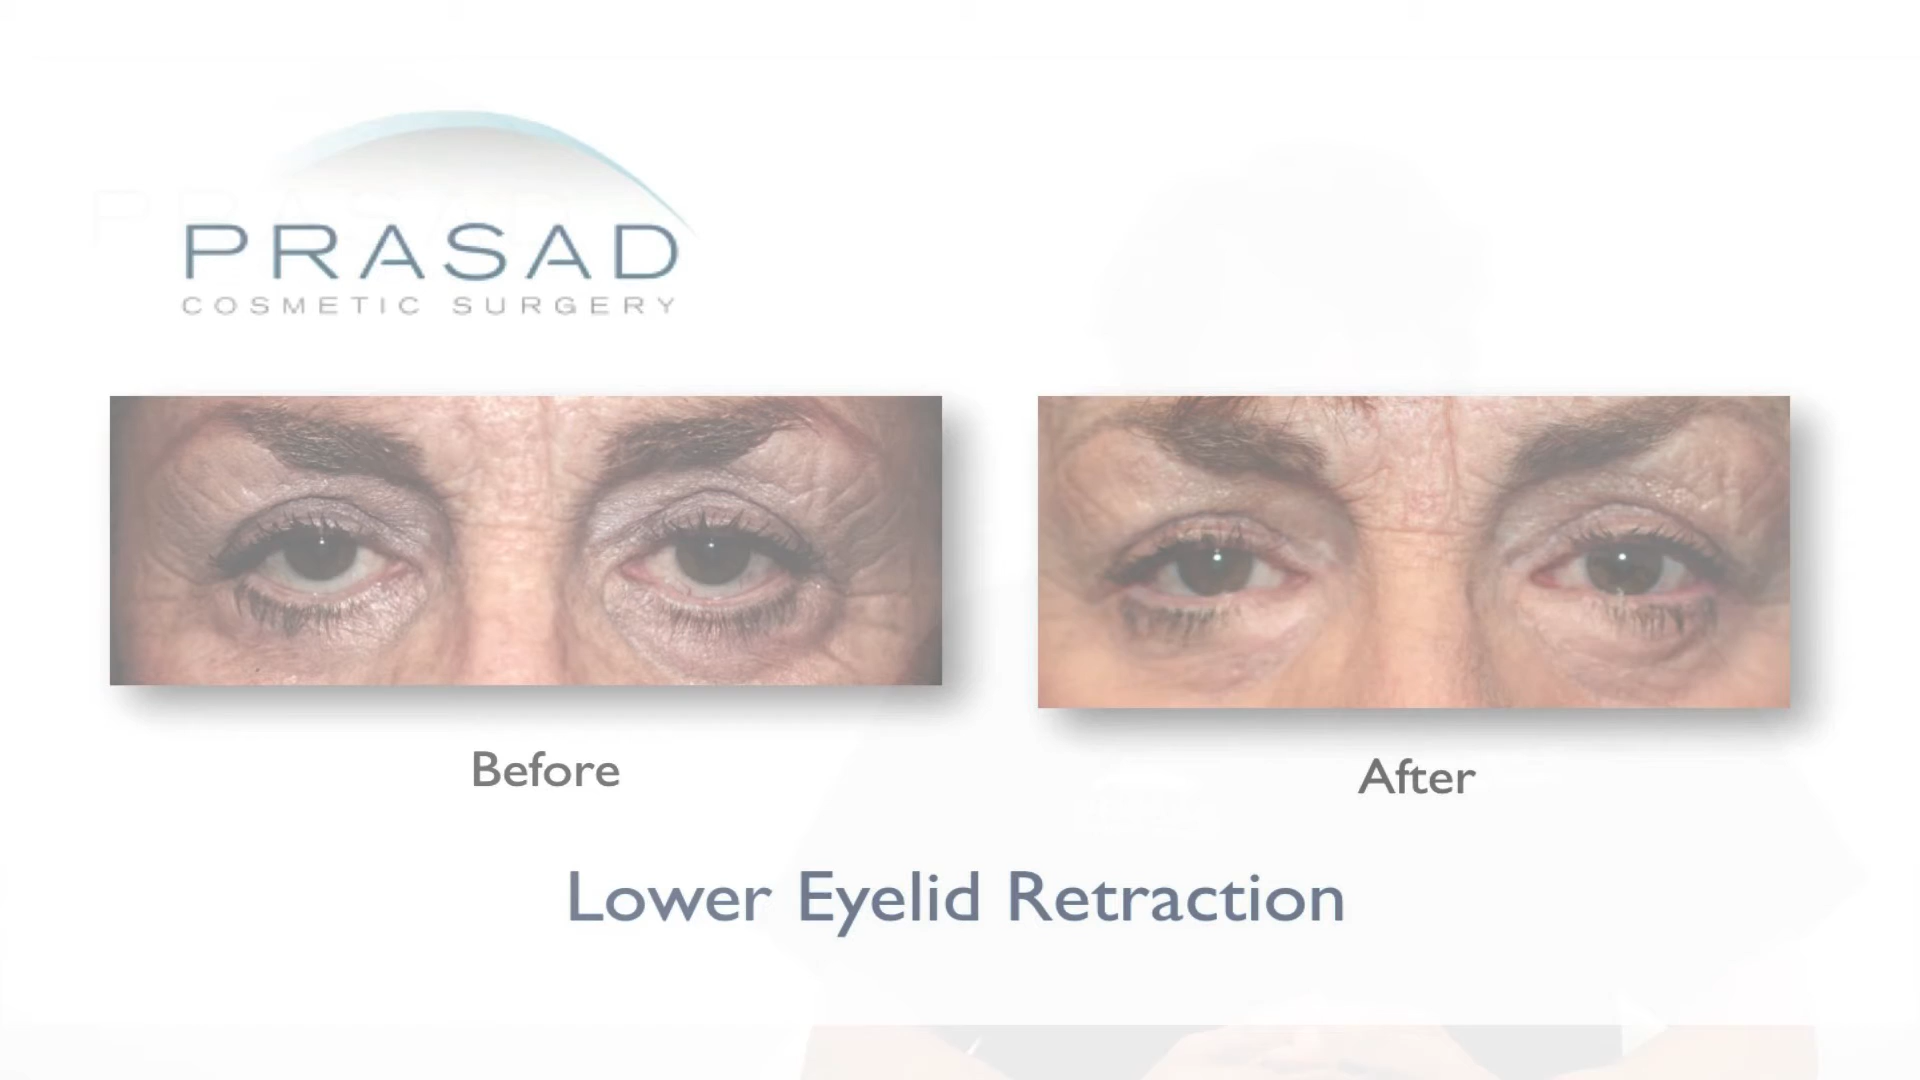 PRASAD
COSMETIC SURGERY
Before
After
Lower Eyelid Retraction